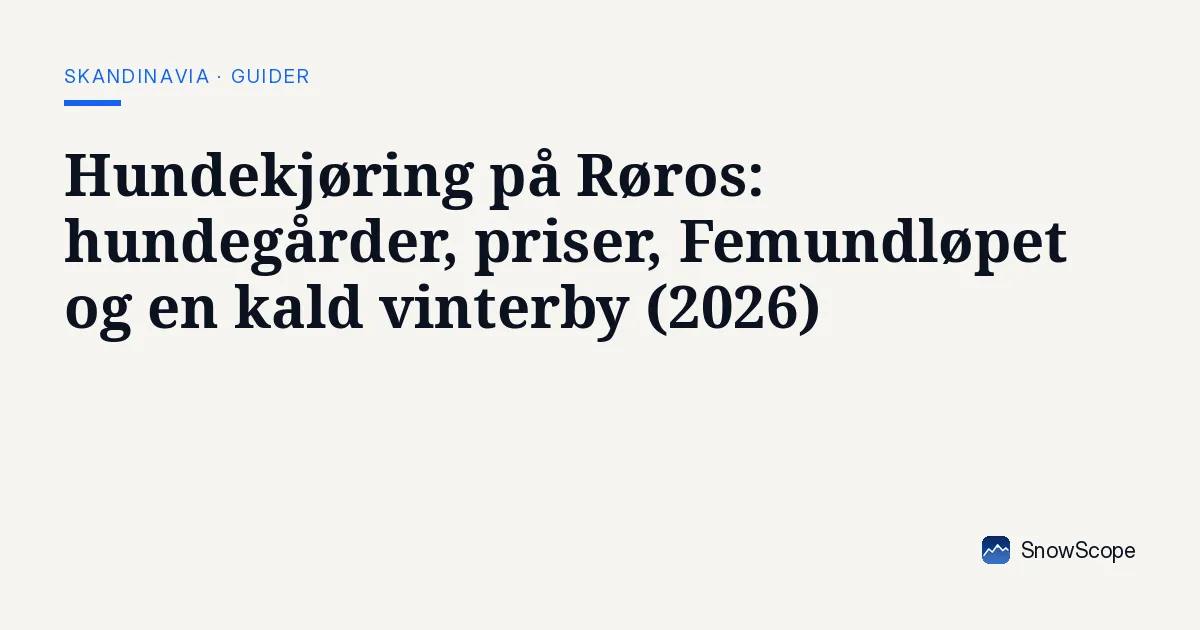 SKANDINAVIA · GUIDER
Hundekjøring på Røros:
hundegårder, priser, Femundløpet
og en kald vinterby (2026)
SnowScope